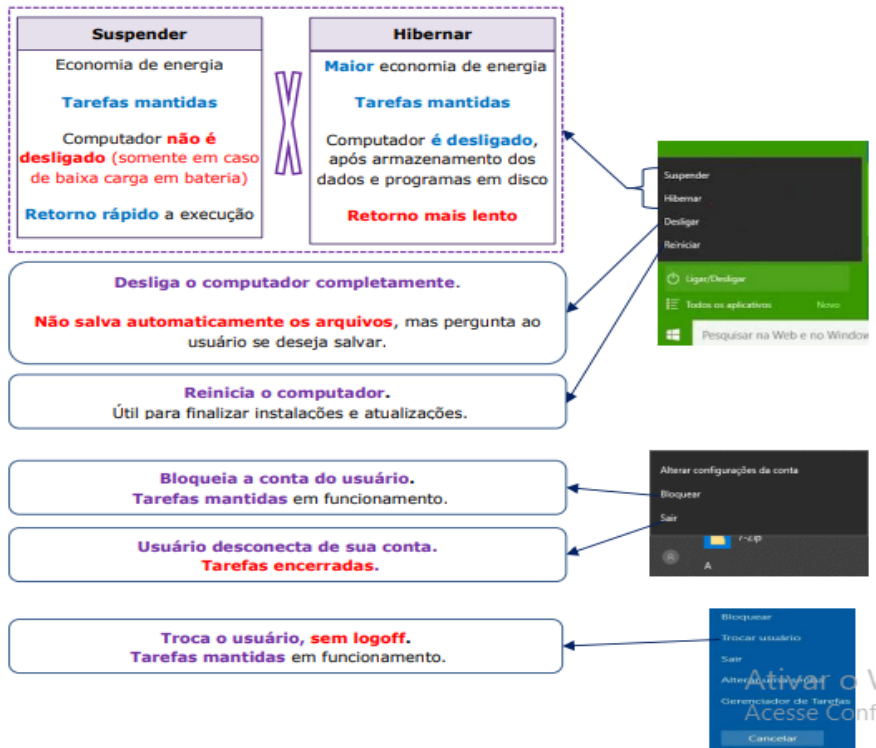 Suspender
Economia de energia
Tarefas mantidas
Computador não é
desligado (somente em caso
de baixa carga em bateria)
Retorno rápido a execução
X
Hibernar
Maior economia de energia
Tarefas mantidas
Computador é desligado,
após armazenamento dos
dados e programas em disco
Retorno mais lento
Suspender
Hibernar
Desligar
Reiniciar
Ligar/Desligar
Todos os aplicativos Novo
Pesquisar na Web e no Window
Desliga o computador completamente.
Não salva automaticamente os arquivos, mas pergunta ao
usuário se deseja salvar.
Reinicia o computador.
Útil para finalizar instalações e atualizações.
Bloqueia a conta do usuário.
Tarefas mantidas em funcionamento.
Usuário desconecta de sua conta.
Tarefas encerradas.
Alterar configurações da conta
Bloquear
Sair
7-Zip
A
Troca o usuário, sem logoff.
Tarefas mantidas em funcionamento.
Bloquear
Trocar usuário
Sair
Alterar uma senha
Gerenciador de Tarefas
Cancelar
Ativar o
Acesse Conf